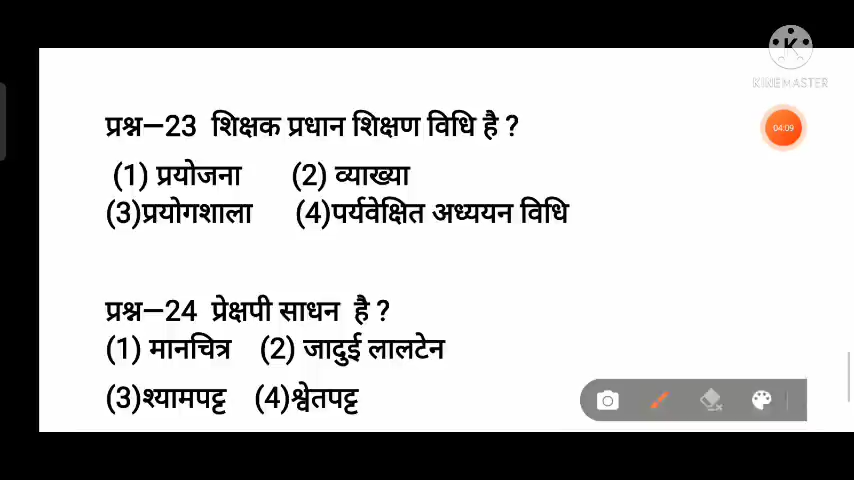 KINEMASTER
04:09
प्रश्न—23 शिक्षक प्रधान शिक्षण विधि है ?
(1) प्रयोजना (2) व्याख्या
(3)प्रयोगशाला (4)पर्यवेक्षित अध्ययन विधि
प्रश्न—24 प्रेक्षपी साधन है ?
(1) मानचित्र (2) जादुई लालटेन
(3)श्यामपट्ट (4)श्वेतपट्ट